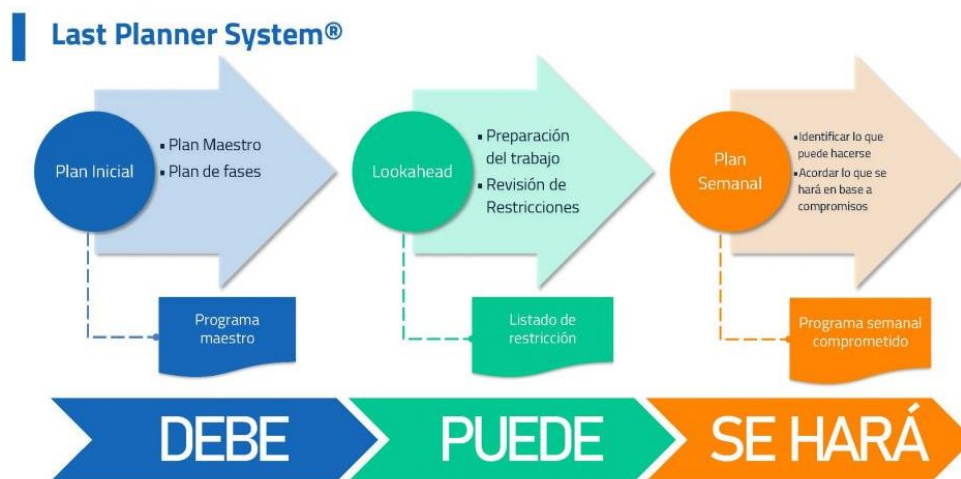 Last Planner System®
Plan Inicial
▪ Plan Maestro
▪ Plan de fases
Programa
maestro
Lookahead
▪ Preparación
del trabajo
▪ Revisión de
Restricciones
Listado de
restricción
Plan
Semanal
▪ Identificar lo que
puede hacerse
▪ Acordar lo que se
hará en base a
compromisos
Programa semanal
comprometido
DEBE
PUEDE
SE HARÁ